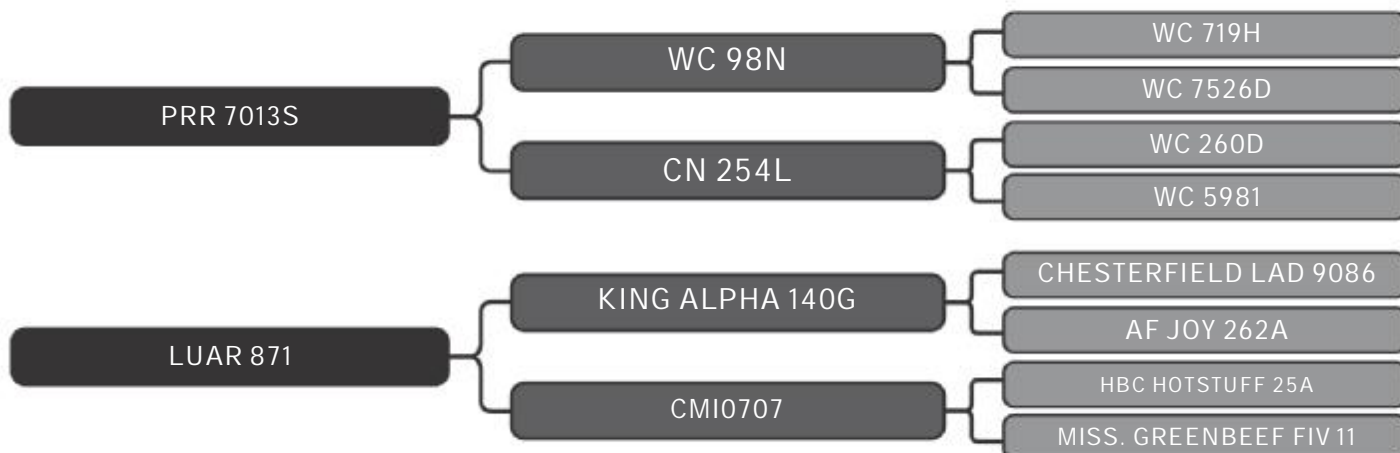 PRR 7013S
WC 98N
WC 719H
WC 7526D
CN 254L
WC 260D
WC 5981
LUAR 871
KING ALPHA 140G
CHESTERFIELD LAD 9086
AF JOY 262A
CMI0707
HBC HOTSTUFF 25A
MISS. GREENBEEF FIV 11